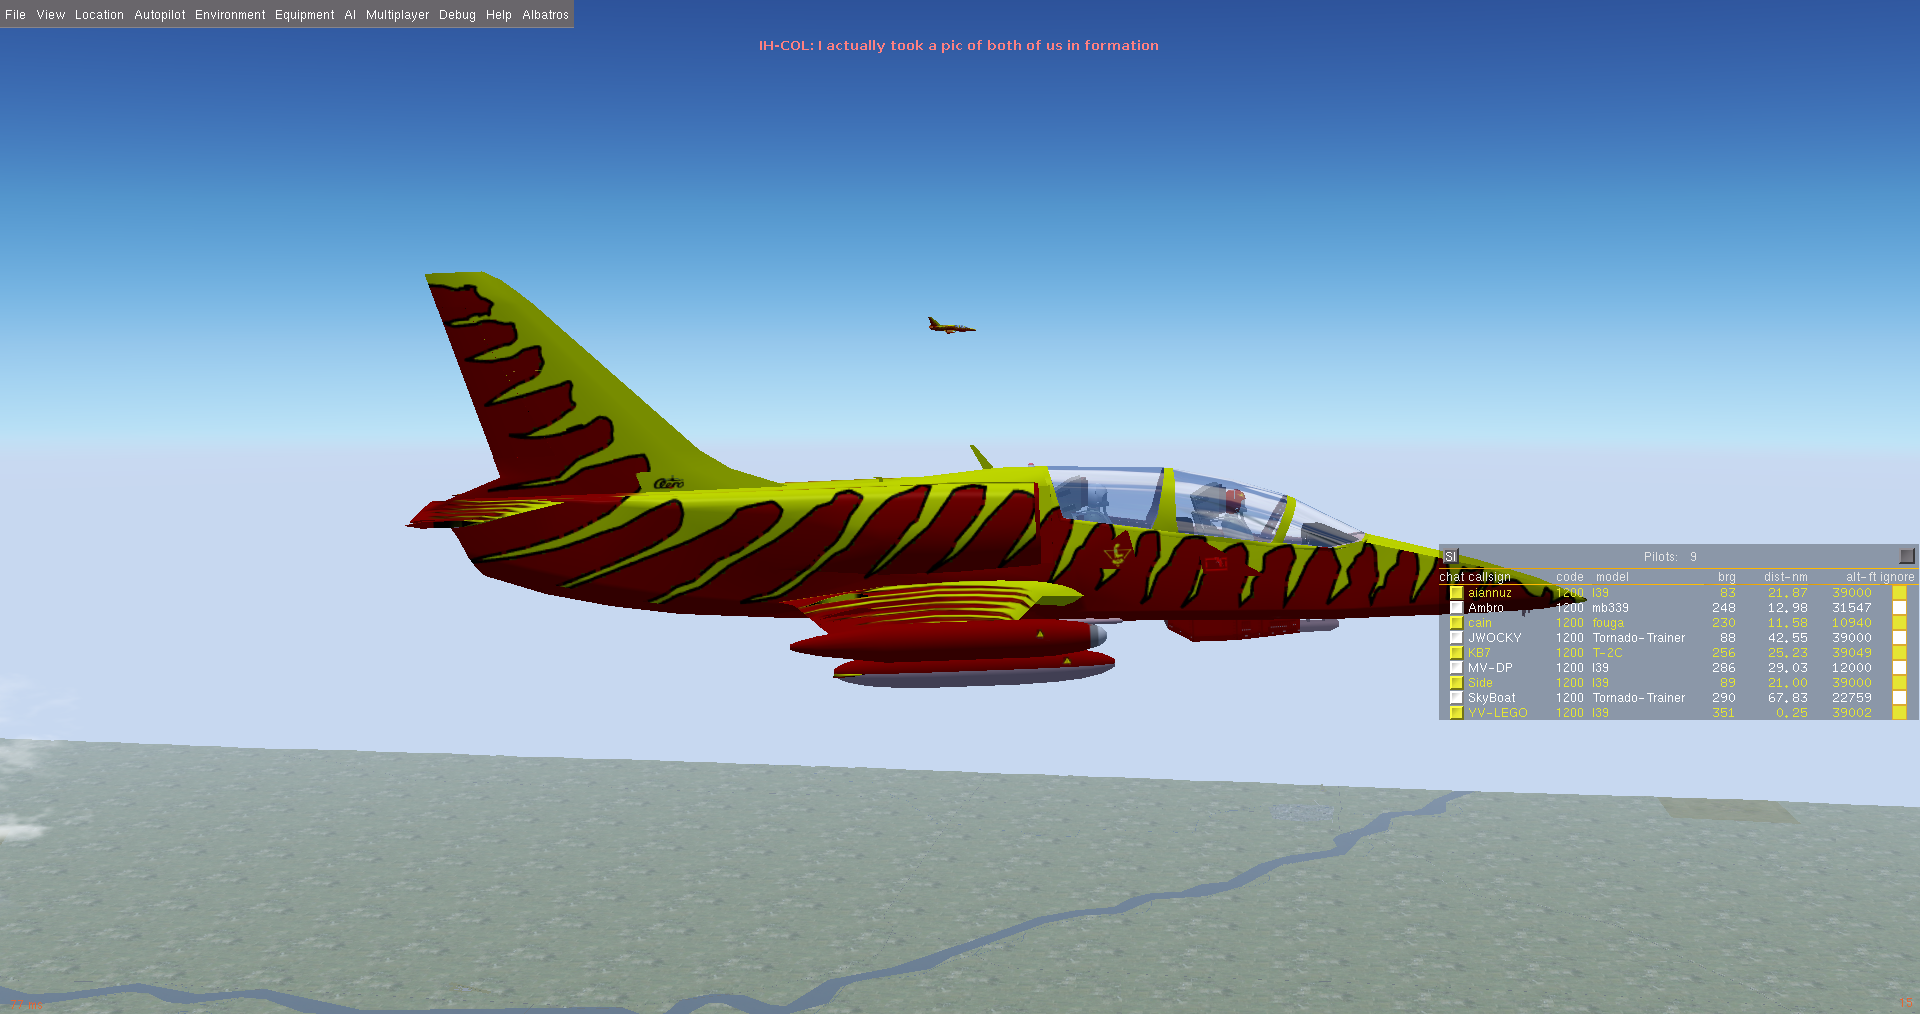 File View Location Autopilot Environment Equipment AI Multiplayer Debug Help Albatros
IH-COL: I actually took a pic of both of us in formation
Aero
SI Pilots: 9
chat callsign code model brg dist-nm alt-ft ignore
aiannuz 1200 l39 83 21.87 39000
Ambro 1200 mb339 248 12.98 31547
cain 1200 fouga 230 11.58 10940
JWOCKY 1200 Tornado-Trainer 88 42.55 39000
KB7 1200 T-2C 256 25.23 39049
MV-DP 1200 l39 286 29.03 12000
Side 1200 l39 89 21.00 39000
SkyBoat 1200 Tornado-Trainer 290 67.83 22759
YV-LEGO 1200 l39 351 0.25 39002